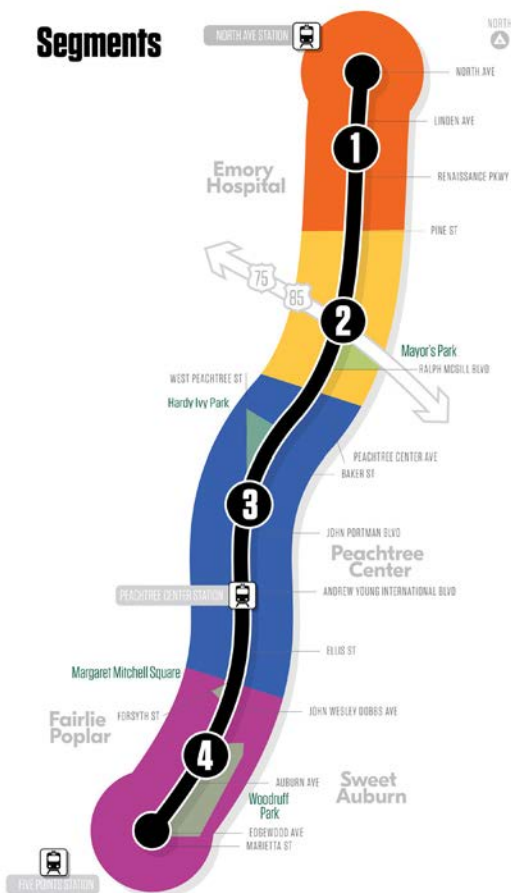 Segments
NORTH AVE STATION
NORTH
NORTH AVE
LINDEN AVE
1
RENAISSANCE PKWY
Emory
Hospital
PINE ST
75
85
2
Mayor's Park
RALPH MCGILL BLVD
WEST PEACHTREE ST
Hardy Ivy Park
PEACHTREE CENTER AVE
BAKER ST
3
JOHN PORTMAN BLVD
Peachtree
Center
PEACHTREE CENTER STATION
ANDREW YOUNG INTERNATIONAL BLVD
ELLIS ST
Margaret Mitchell Square
FORSYTH ST
JOHN WESLEY DOBBS AVE
Fairlie
Poplar
4
AUBURN AVE
Sweet
Auburn
Woodruff
Park
EDGEWOOD AVE
MARIETTA ST
FIVE POINTS STATION